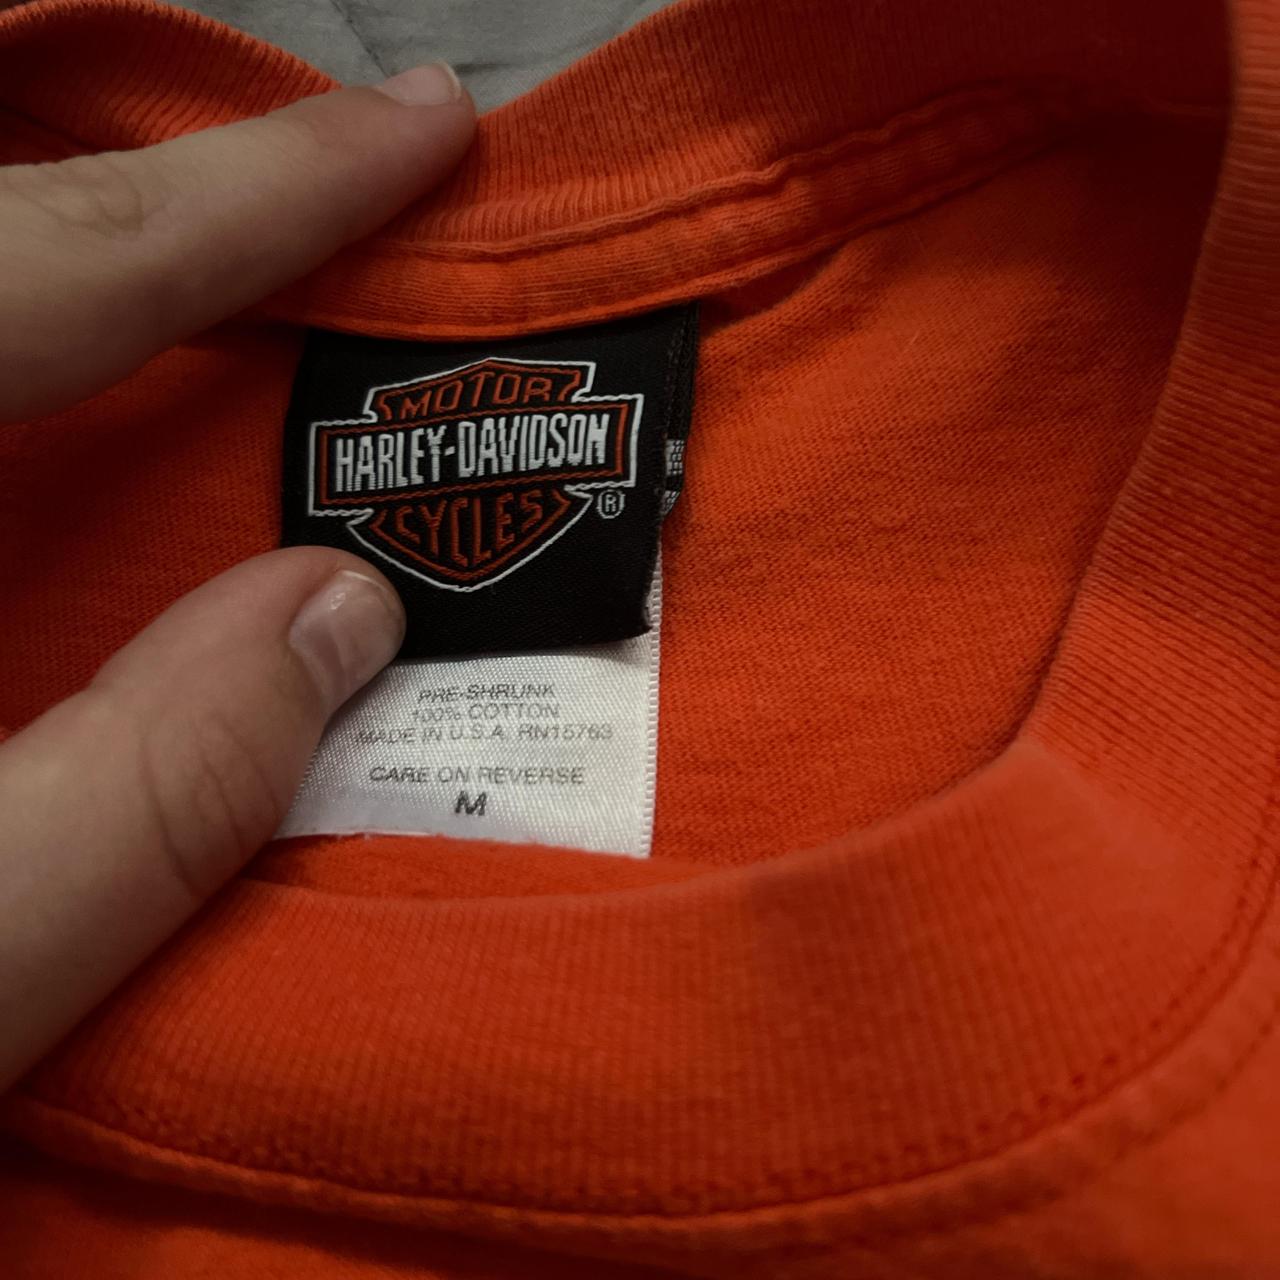 MOTOR
HARLEY-DAVIDSON
CYCLES ®
PRE-SHRUNK
100% COTTON
MADE IN U.S.A. RN15763
CARE ON REVERSE
M